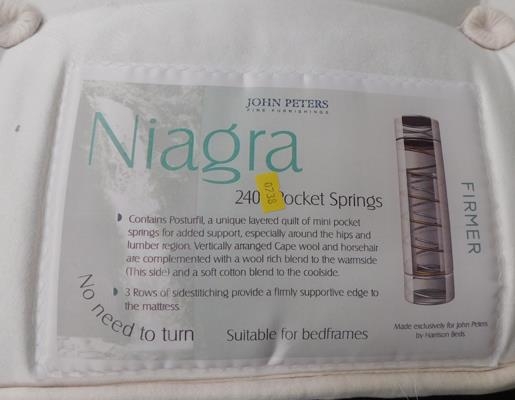 JOHN PETERS
FINE FURNISHINGS
Niagra
240 Pocket Springs
0738
Contains Posturfil, a unique layered quilt of mini pocket
springs for added support, especially around the hips and
lumber region. Vertically arranged Cape wool and horsehair
are complemented with a wool rich blend to the warmside
(This side) and a soft cotton blend to the coolside.
3 Rows of sidestitiching provide a firmly supportive edge to
the mattress.
No need to turn
Suitable for bedframes
FIRMER
Made exclusively for John Peters
by Harrison Beds